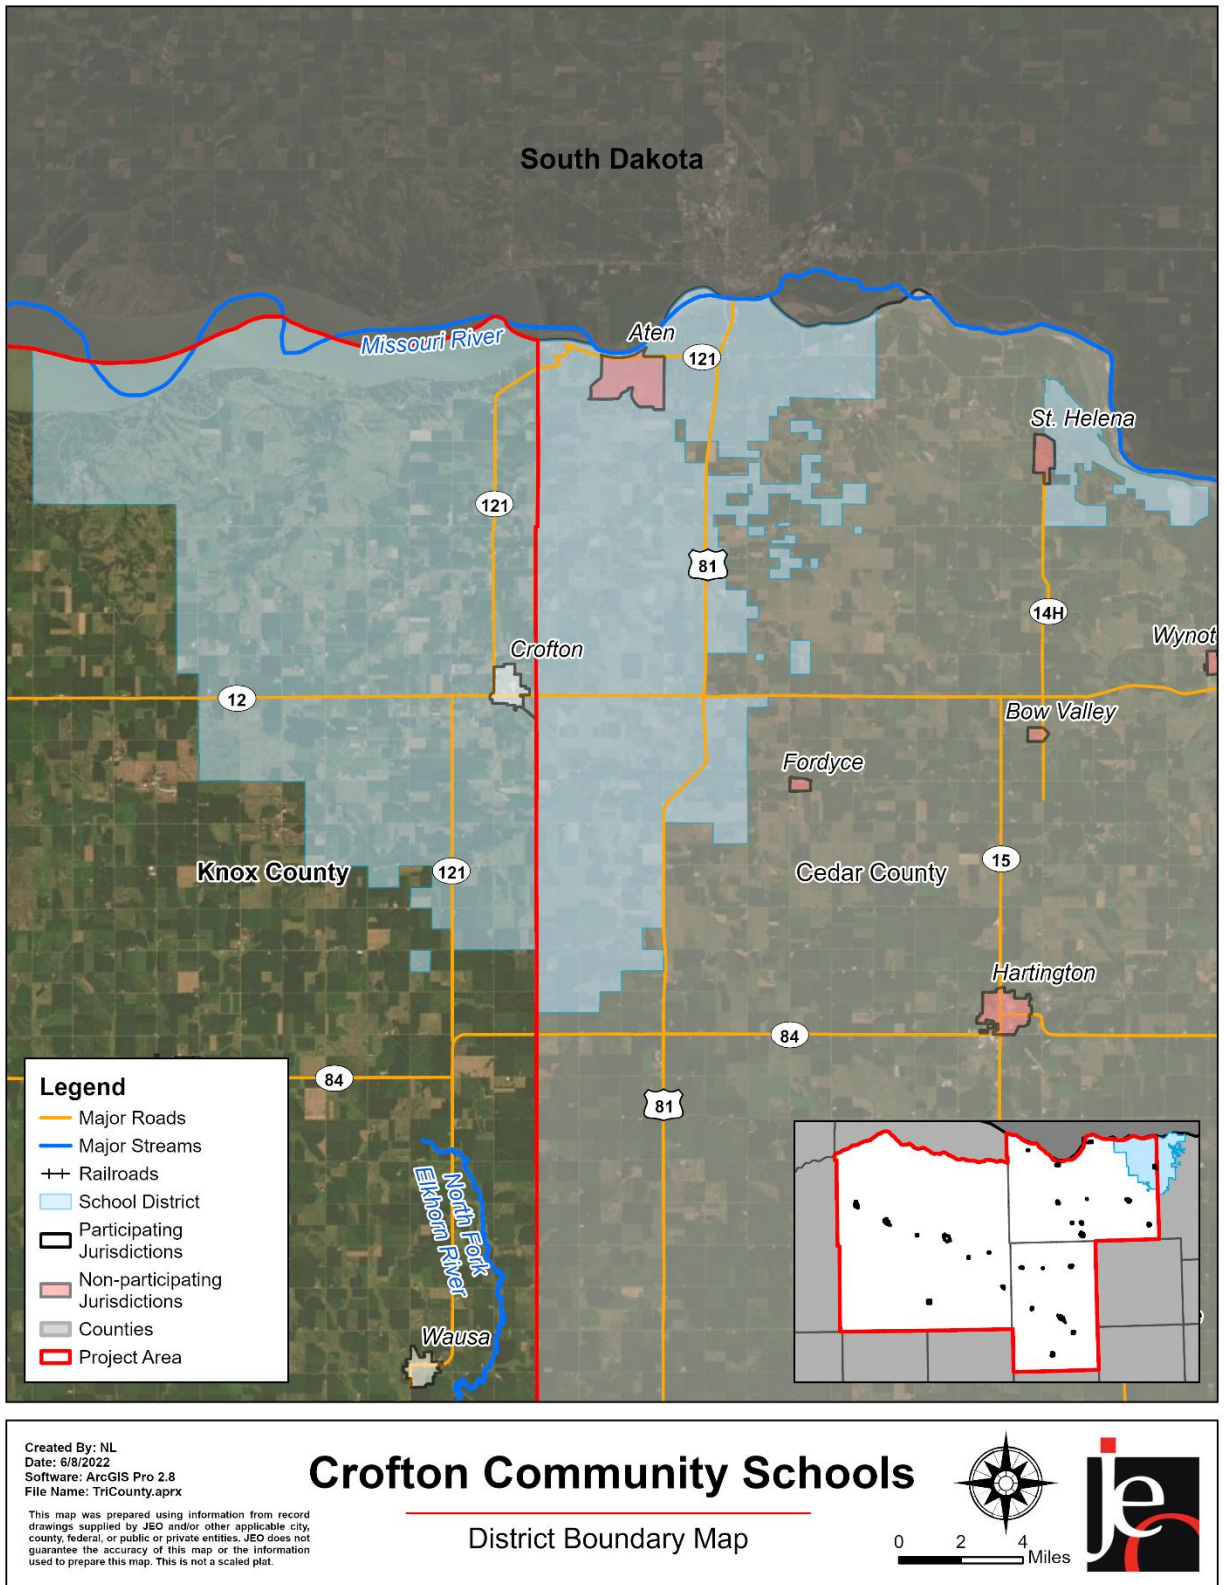 South Dakota
Missouri River
Aten
121
St. Helena
121
81
14H
Crofton
Wynot
12
Bow Valley
Fordyce
Knox County
121
Cedar County
15
Hartington
84
84
81
North Fork
Elkhorn River
Wausa
Legend
Major Roads
Major Streams
Railroads
School District
Participating
Jurisdictions
Non-participating
Jurisdictions
Counties
Project Area
Created By: NL
Date: 6/8/2022
Software: ArcGIS Pro 2.8
File Name: TriCounty.aprx
This map was prepared using information from record
drawings supplied by JEO and/or other applicable city,
county, federal, or public or private entities. JEO does not
guarantee the accuracy of this map or the information
used to prepare this map. This is not a scaled plat.
Crofton Community Schools
District Boundary Map
0 2 4
Miles
jeo